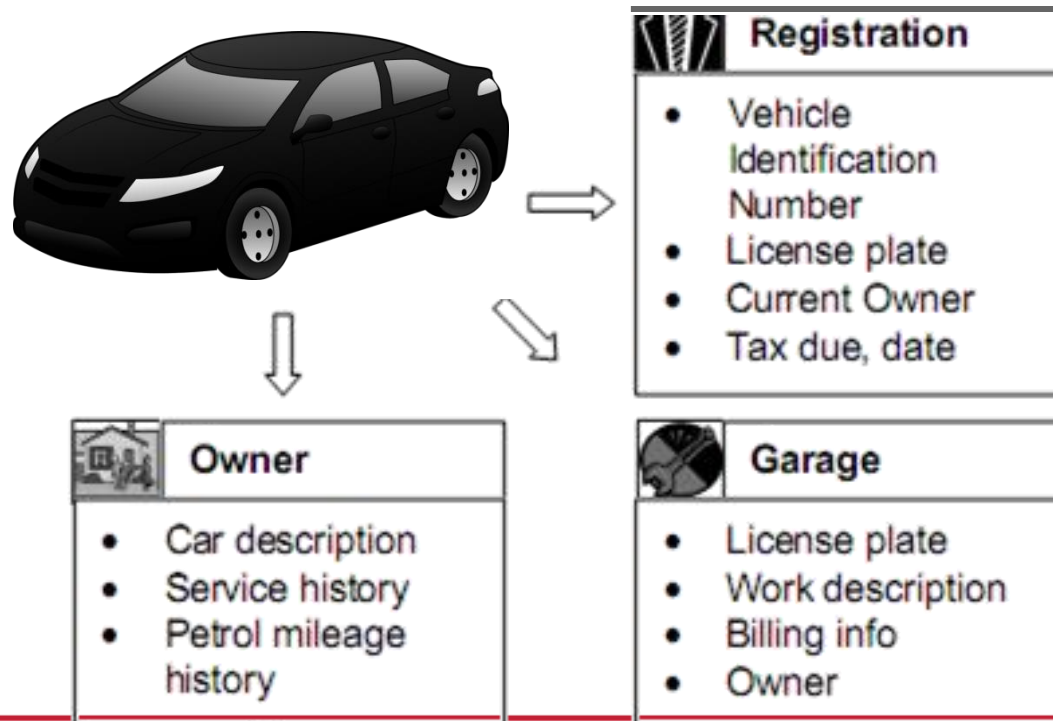 Registration
• Vehicle
Identification
Number
• License plate
• Current Owner
• Tax due, date
Owner
• Car description
• Service history
• Petrol mileage
history
Garage
• License plate
• Work description
• Billing info
• Owner